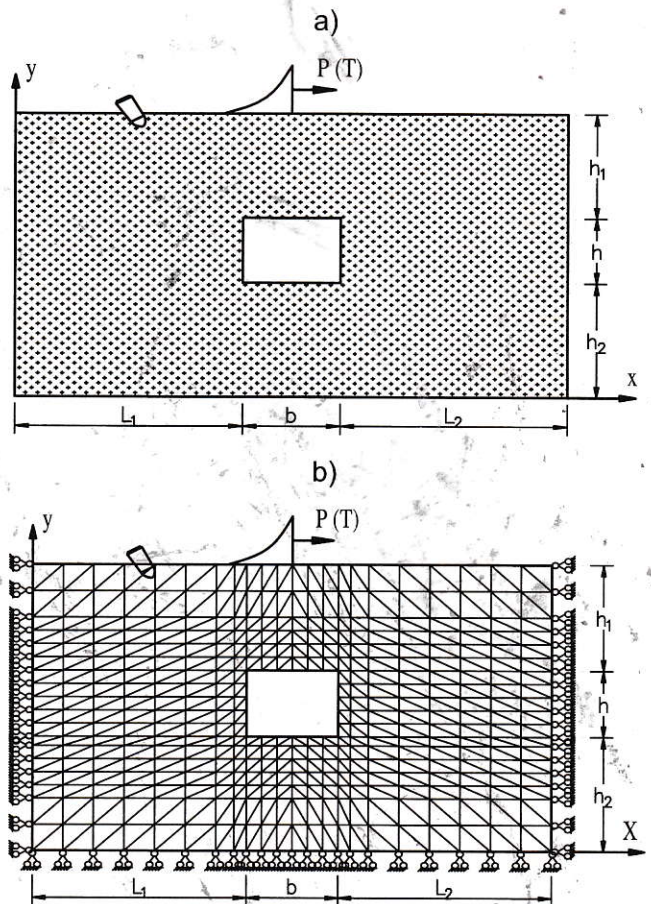 a)
y
P (T)
h₁
h
h₂
x
L₁
b
L₂
b)
y
P (T)
h₁
h
h₂
X
L₁
b
L₂